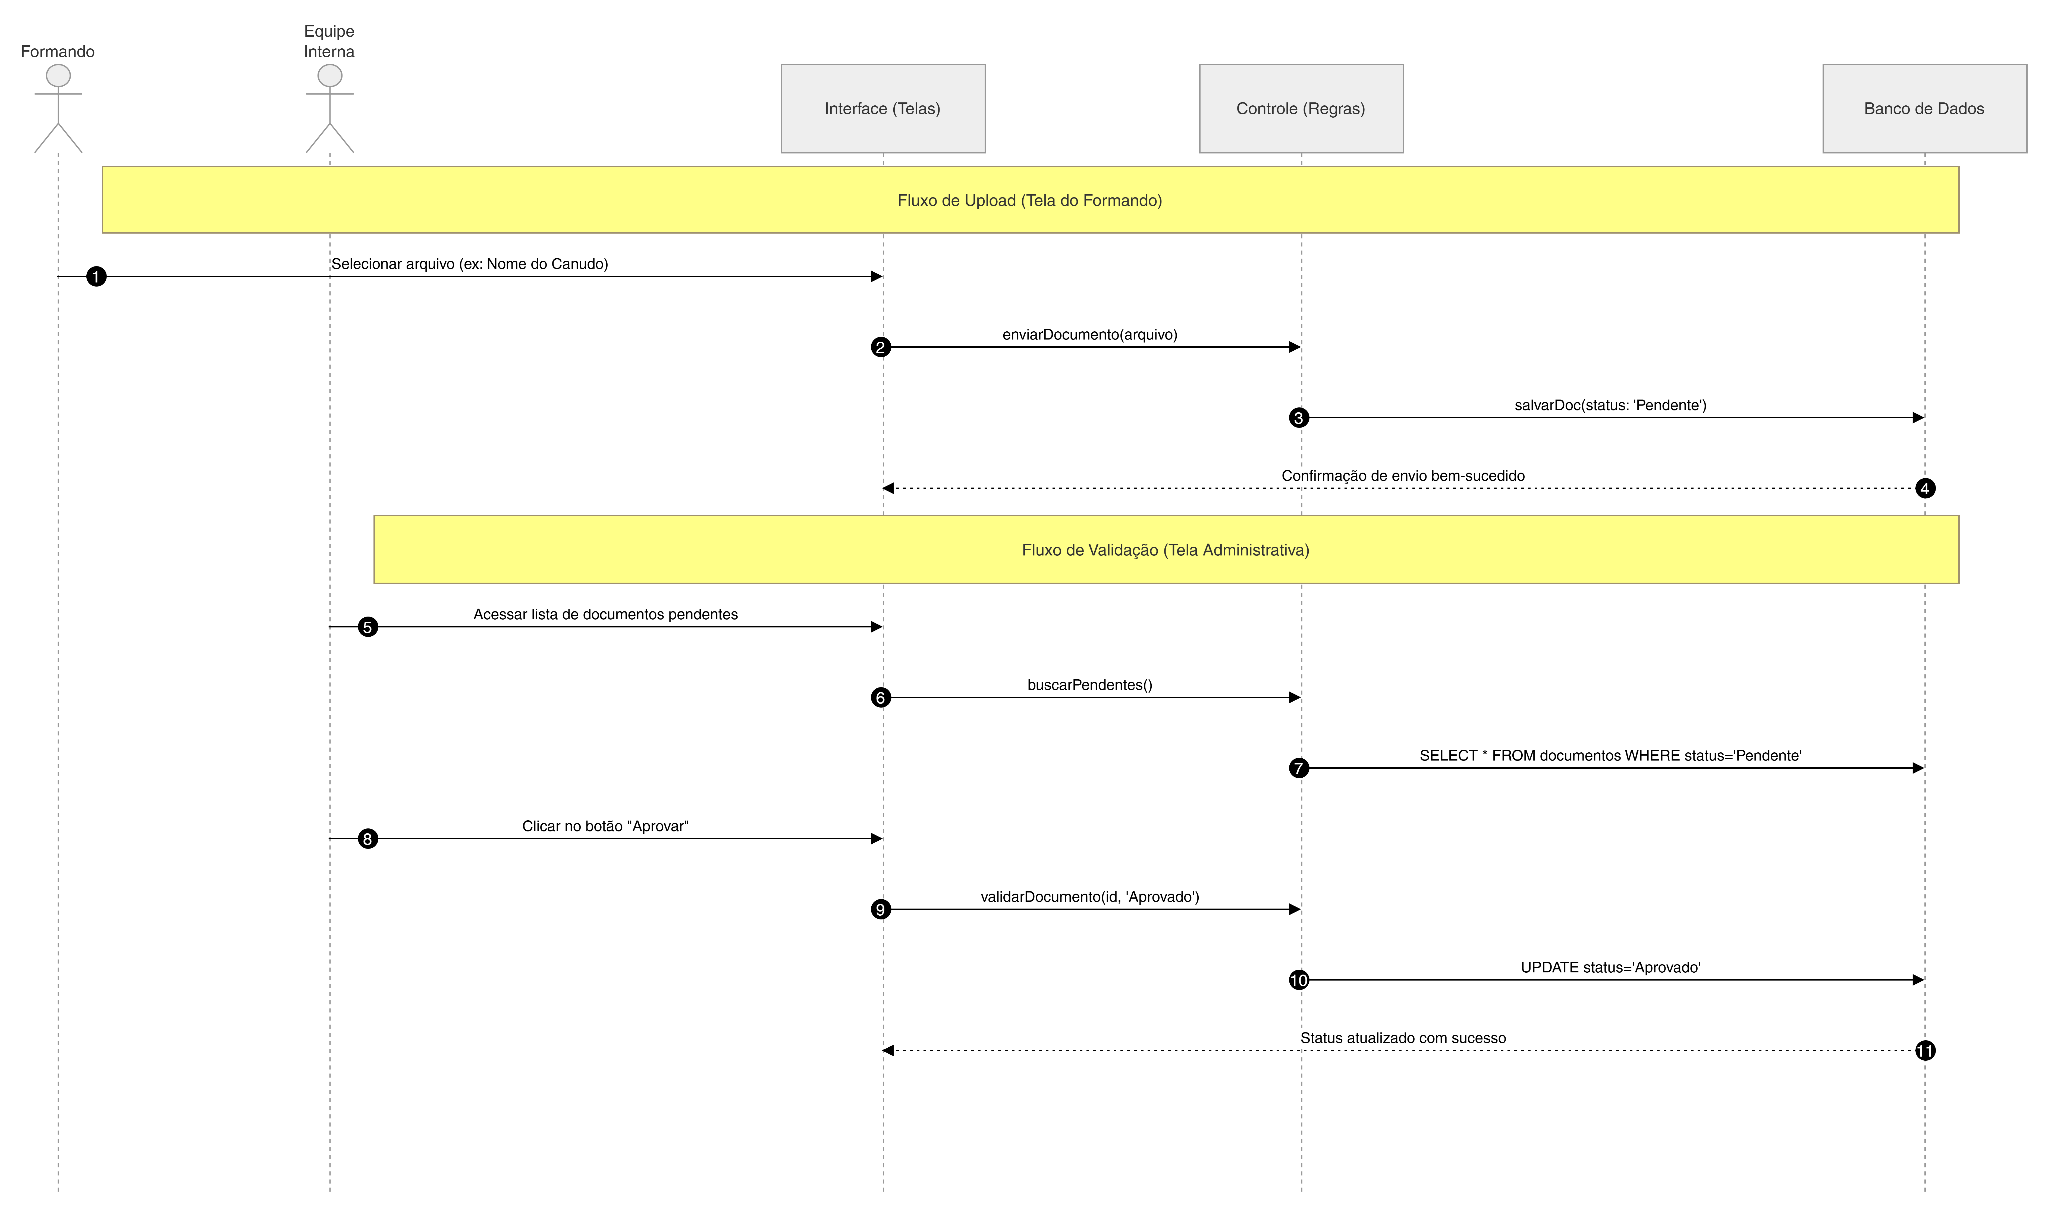 Formando
Equipe
Interna
Interface (Telas)
Controle (Regras)
Banco de Dados
Fluxo de Upload (Tela do Formando)
1
Selecionar arquivo (ex: Nome do Canudo)
2
enviarDocumento(arquivo)
3
salvarDoc(status: 'Pendente')
Confirmação de envio bem-sucedido
4
Fluxo de Validação (Tela Administrativa)
5
Acessar lista de documentos pendentes
6
buscarPendentes()
7
SELECT * FROM documentos WHERE status='Pendente'
8
Clicar no botão "Aprovar"
9
validarDocumento(id, 'Aprovado')
10
UPDATE status='Aprovado'
Status atualizado com sucesso
11